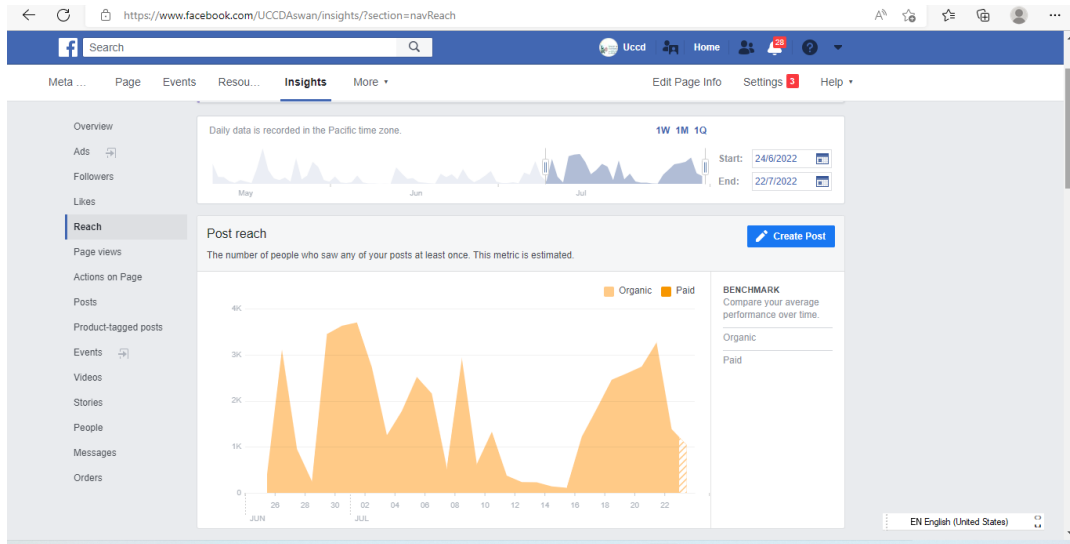 https://www.facebook.com/UCCDAswan/insights/?section=navReach
Search
Uccd Home 28
Meta ... Page Events Resou... Insights More Edit Page Info Settings 3 Help
Overview
Ads
Followers
Likes
Reach
Page views
Actions on Page
Posts
Product-tagged posts
Events
Videos
Stories
People
Messages
Orders
Daily data is recorded in the Pacific time zone.
1W 1M 1Q
Start: 24/6/2022
End: 22/7/2022
May Jun Jul
Post reach
Create Post
The number of people who saw any of your posts at least once. This metric is estimated.
Organic Paid
4K
3K
2K
1K
0
26 28 30 02 04 06 08 10 12 14 16 18 20 22
JUN JUL
BENCHMARK
Compare your average
performance over time.
Organic
Paid
EN English (United States)